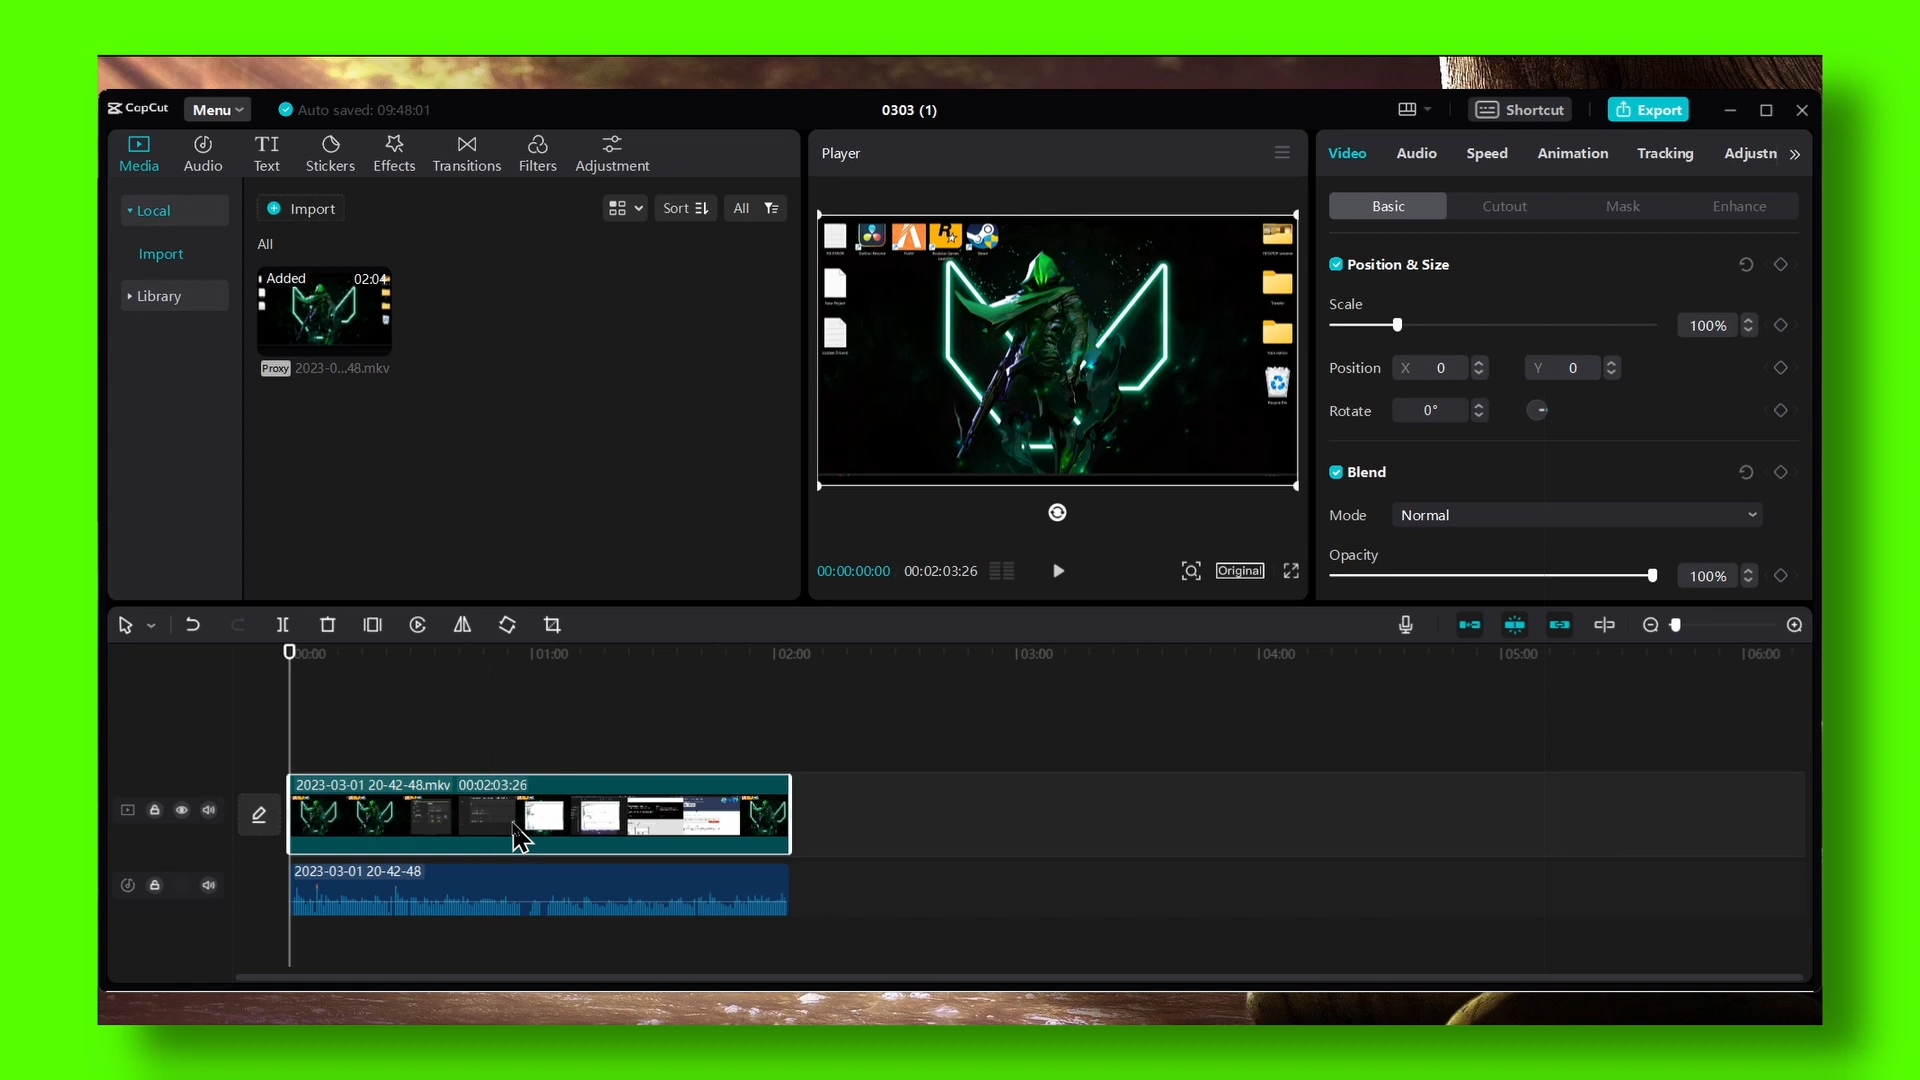 CapCut Menu Auto saved: 09:48:01 0303 (1) Shortcut Export
Media Audio Text Stickers Effects Transitions Filters Adjustment
Player
Video Audio Speed Animation Tracking Adjustn
Local
Import
Library
Import Sort All
All
Added 02:04
Proxy 2023-0...48.mkv
00:00:00:00 00:02:03:26 Original
Basic Cutout Mask Enhance
Position & Size
Scale
100%
Position X 0 Y 0
Rotate 0°
Blend
Mode Normal
Opacity
100%
00:00 01:00 02:00 03:00 04:00 05:00 06:00
2023-03-01 20-42-48.mkv 00:02:03:26
2023-03-01 20-42-48